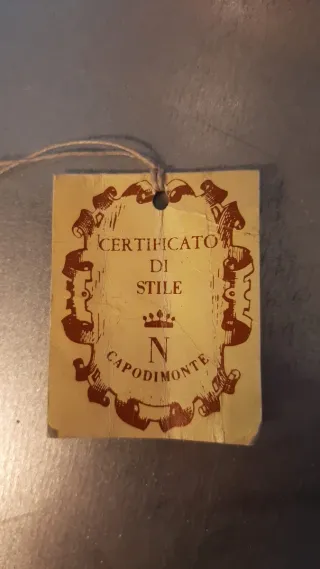 CERTIFICATO
DI
STILE
N
CAPODIMONTE